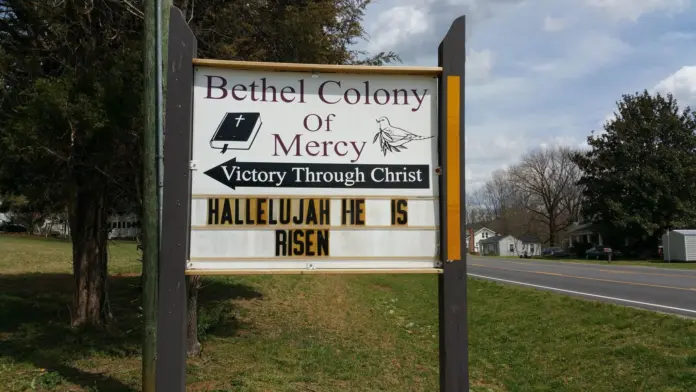 Bethel Colony
Of
Mercy
Victory Through Christ
HALLELUJAH HE IS
RISEN